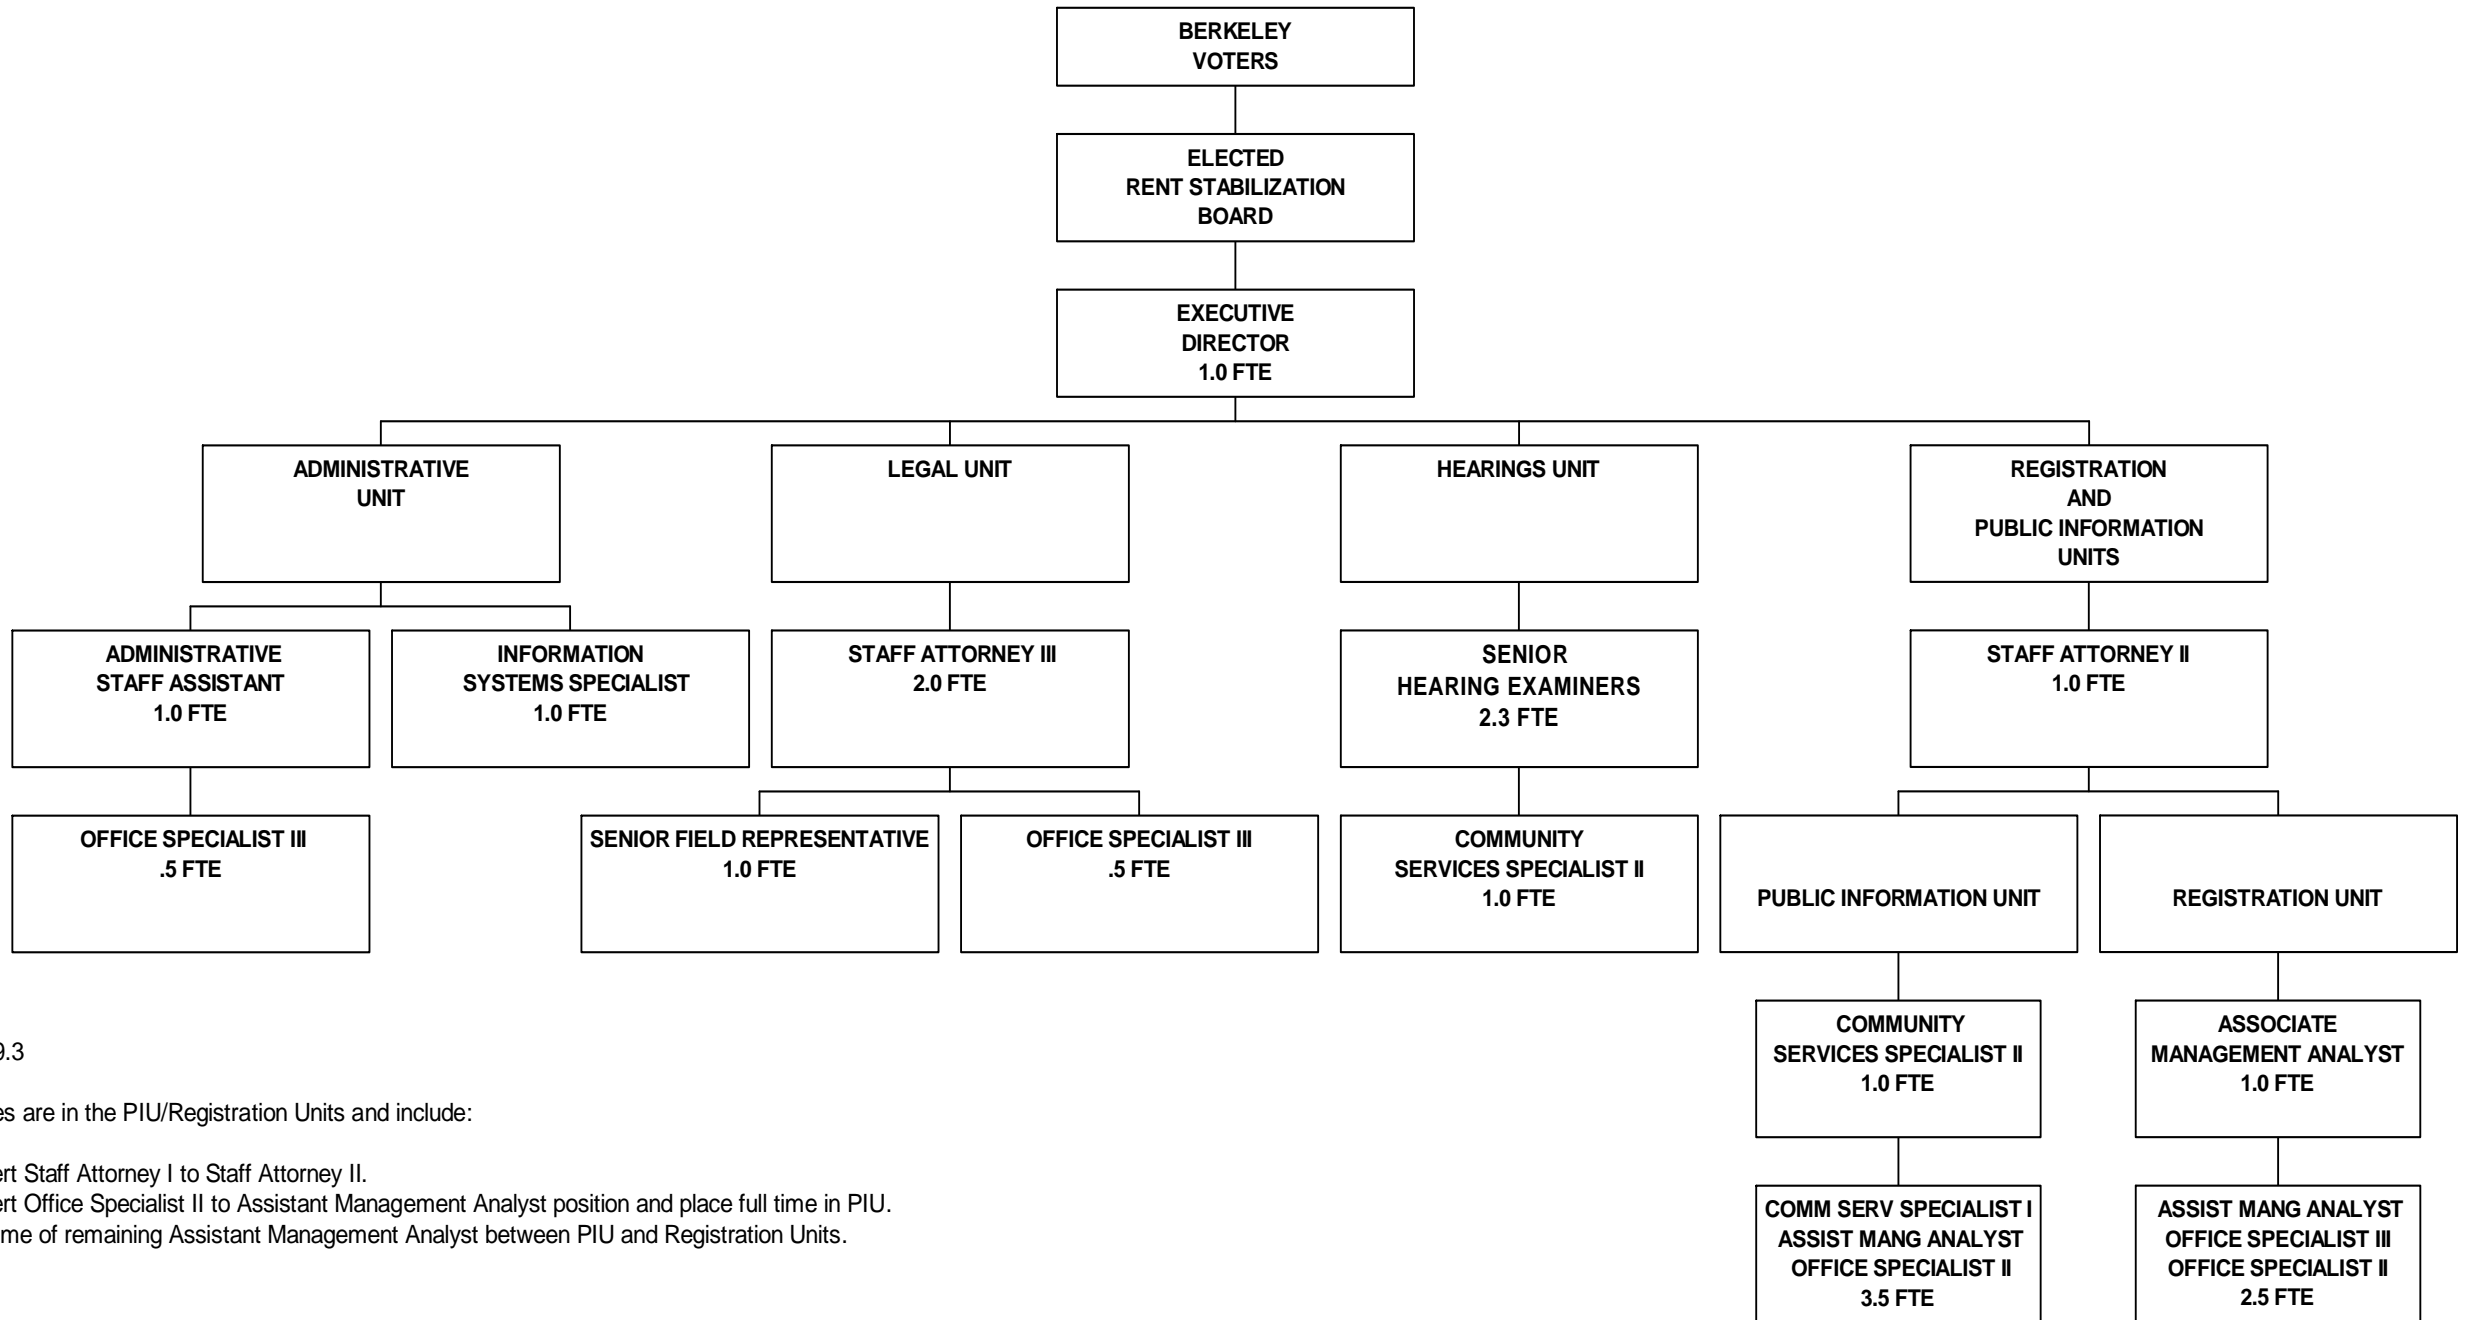 BERKELEY
VOTERS
ELECTED
RENT STABILIZATION
BOARD
EXECUTIVE
DIRECTOR
1.0 FTE
ADMINISTRATIVE
UNIT
LEGAL UNIT
HEARINGS UNIT
REGISTRATION
AND
PUBLIC INFORMATION
UNITS
ADMINISTRATIVE
STAFF ASSISTANT
1.0 FTE
INFORMATION
SYSTEMS SPECIALIST
1.0 FTE
STAFF ATTORNEY III
2.0 FTE
SENIOR
HEARING EXAMINERS
2.3 FTE
STAFF ATTORNEY II
1.0 FTE
OFFICE SPECIALIST III
.5 FTE
SENIOR FIELD REPRESENTATIVE
1.0 FTE
OFFICE SPECIALIST III
.5 FTE
COMMUNITY
SERVICES SPECIALIST II
1.0 FTE
PUBLIC INFORMATION UNIT
REGISTRATION UNIT
COMMUNITY
SERVICES SPECIALIST II
1.0 FTE
ASSOCIATE
MANAGEMENT ANALYST
1.0 FTE
COMM SERV SPECIALIST I
ASSIST MANG ANALYST
OFFICE SPECIALIST II
3.5 FTE
ASSIST MANG ANALYST
OFFICE SPECIALIST III
OFFICE SPECIALIST II
2.5 FTE
9.3
es are in the PIU/Registration Units and include:
ert Staff Attorney I to Staff Attorney II.
ert Office Specialist II to Assistant Management Analyst position and place full time in PIU.
me of remaining Assistant Management Analyst between PIU and Registration Units.